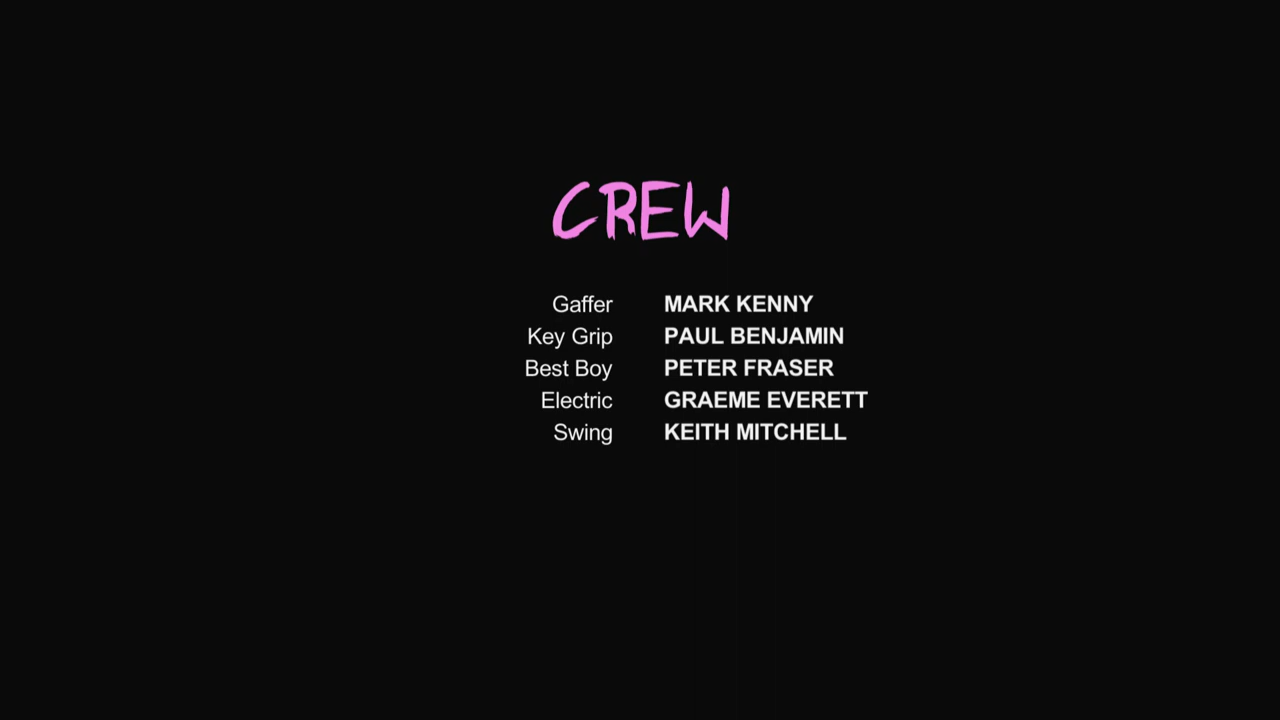 CREW
Gaffer MARK KENNY
Key Grip PAUL BENJAMIN
Best Boy PETER FRASER
Electric GRAEME EVERETT
Swing KEITH MITCHELL